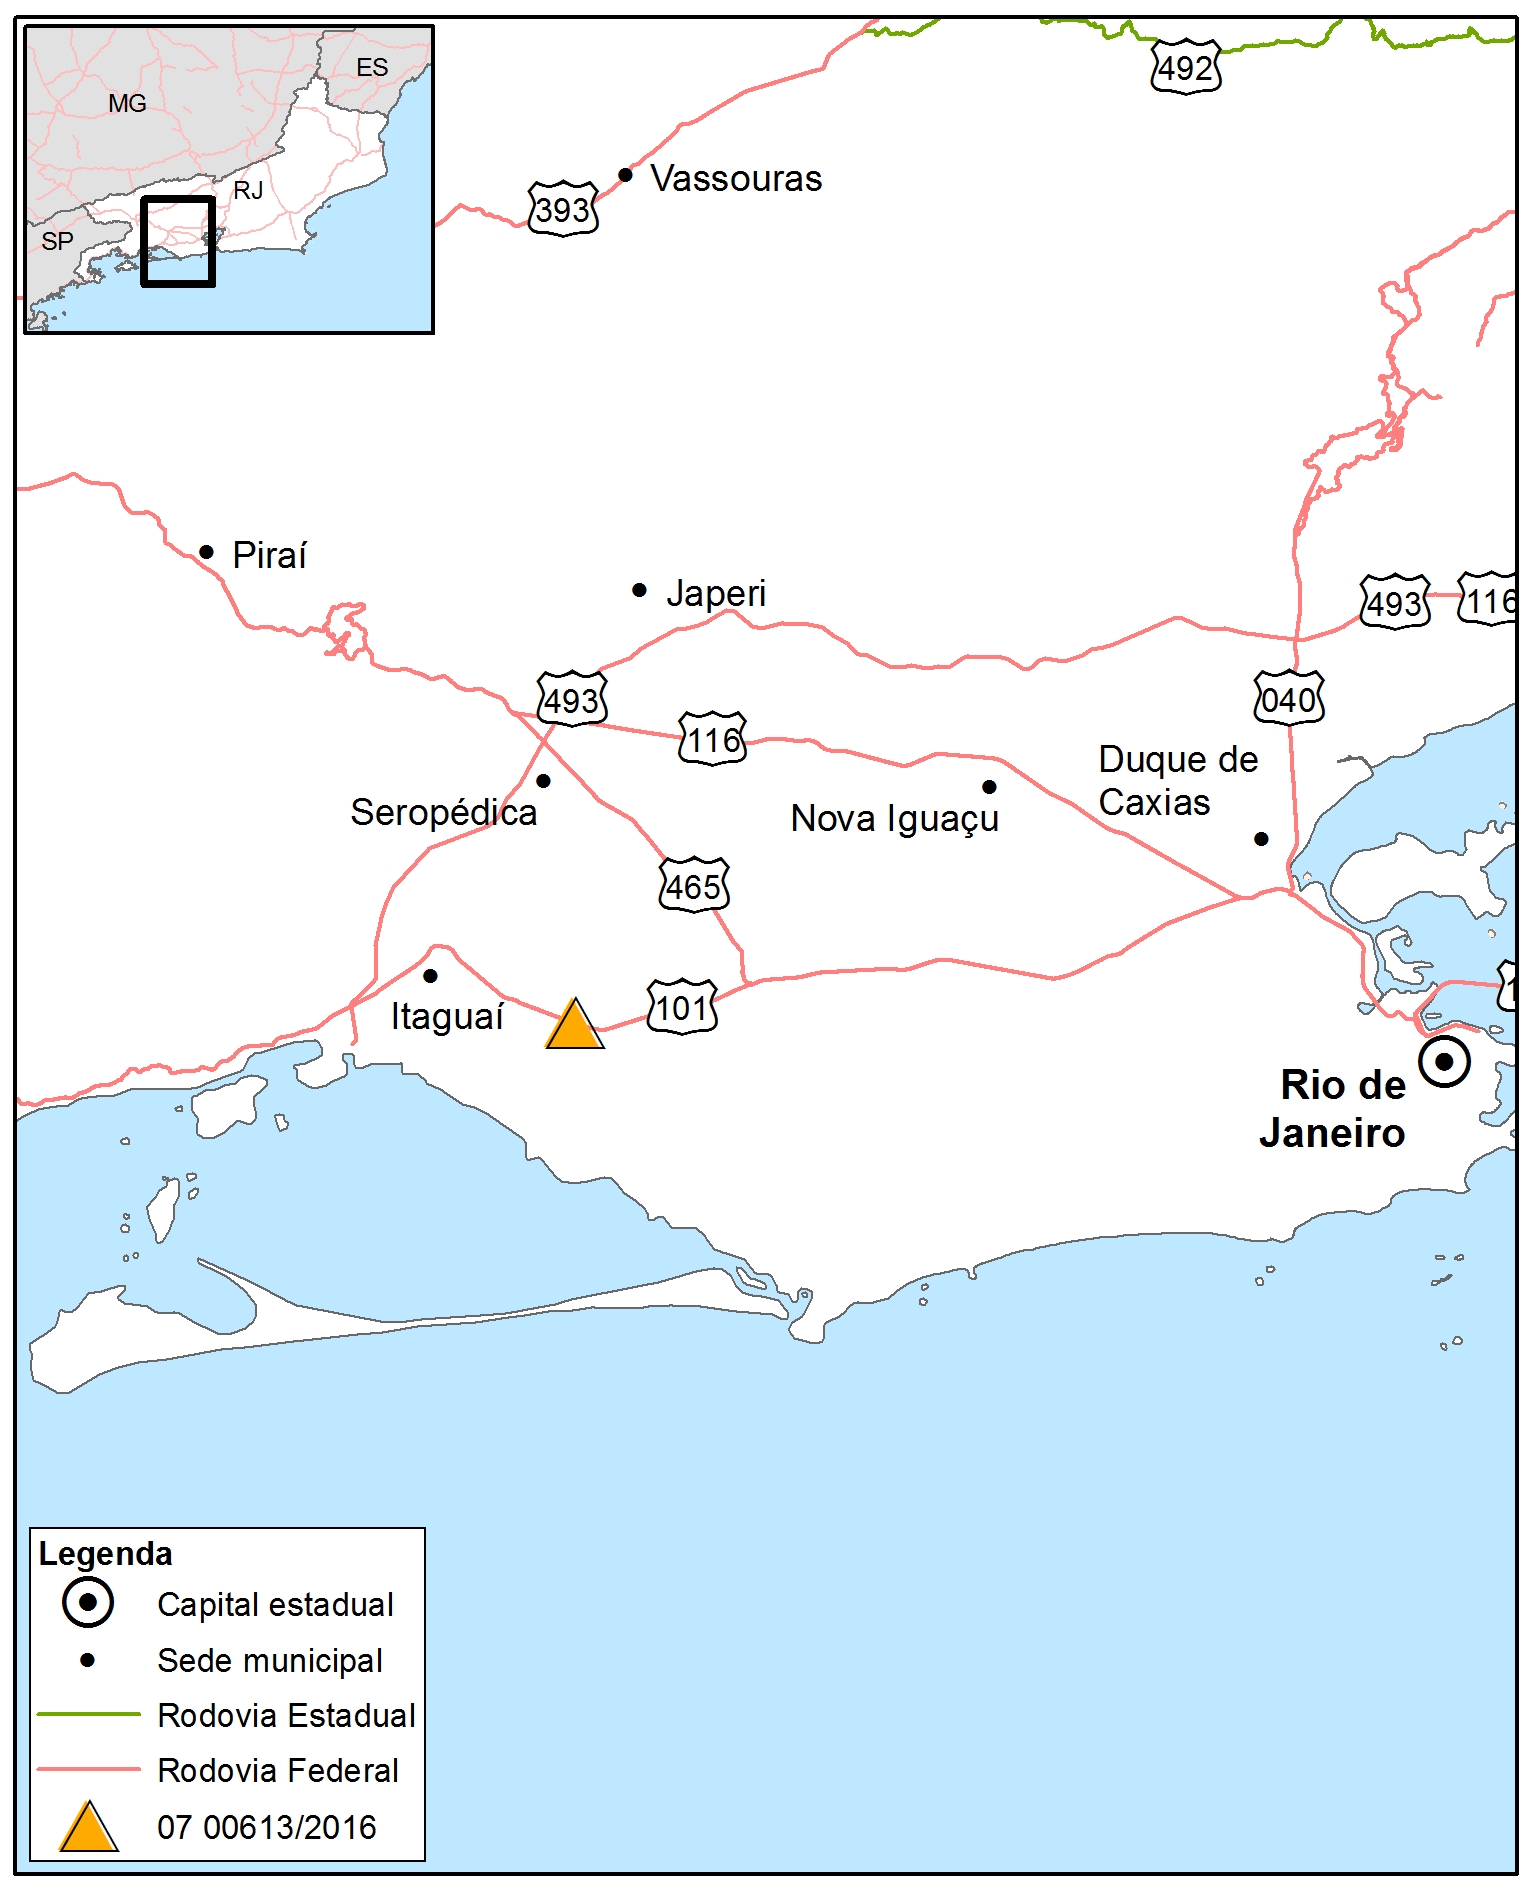 ES
MG
RJ
SP
492
Vassouras
393
Piraí
Japeri
493
116
493
040
116
Duque de
Caxias
Seropédica
Nova Iguaçu
465
Itaguaí
101
Rio de
Janeiro
Legenda
Capital estadual
Sede municipal
Rodovia Estadual
Rodovia Federal
07 00613/2016